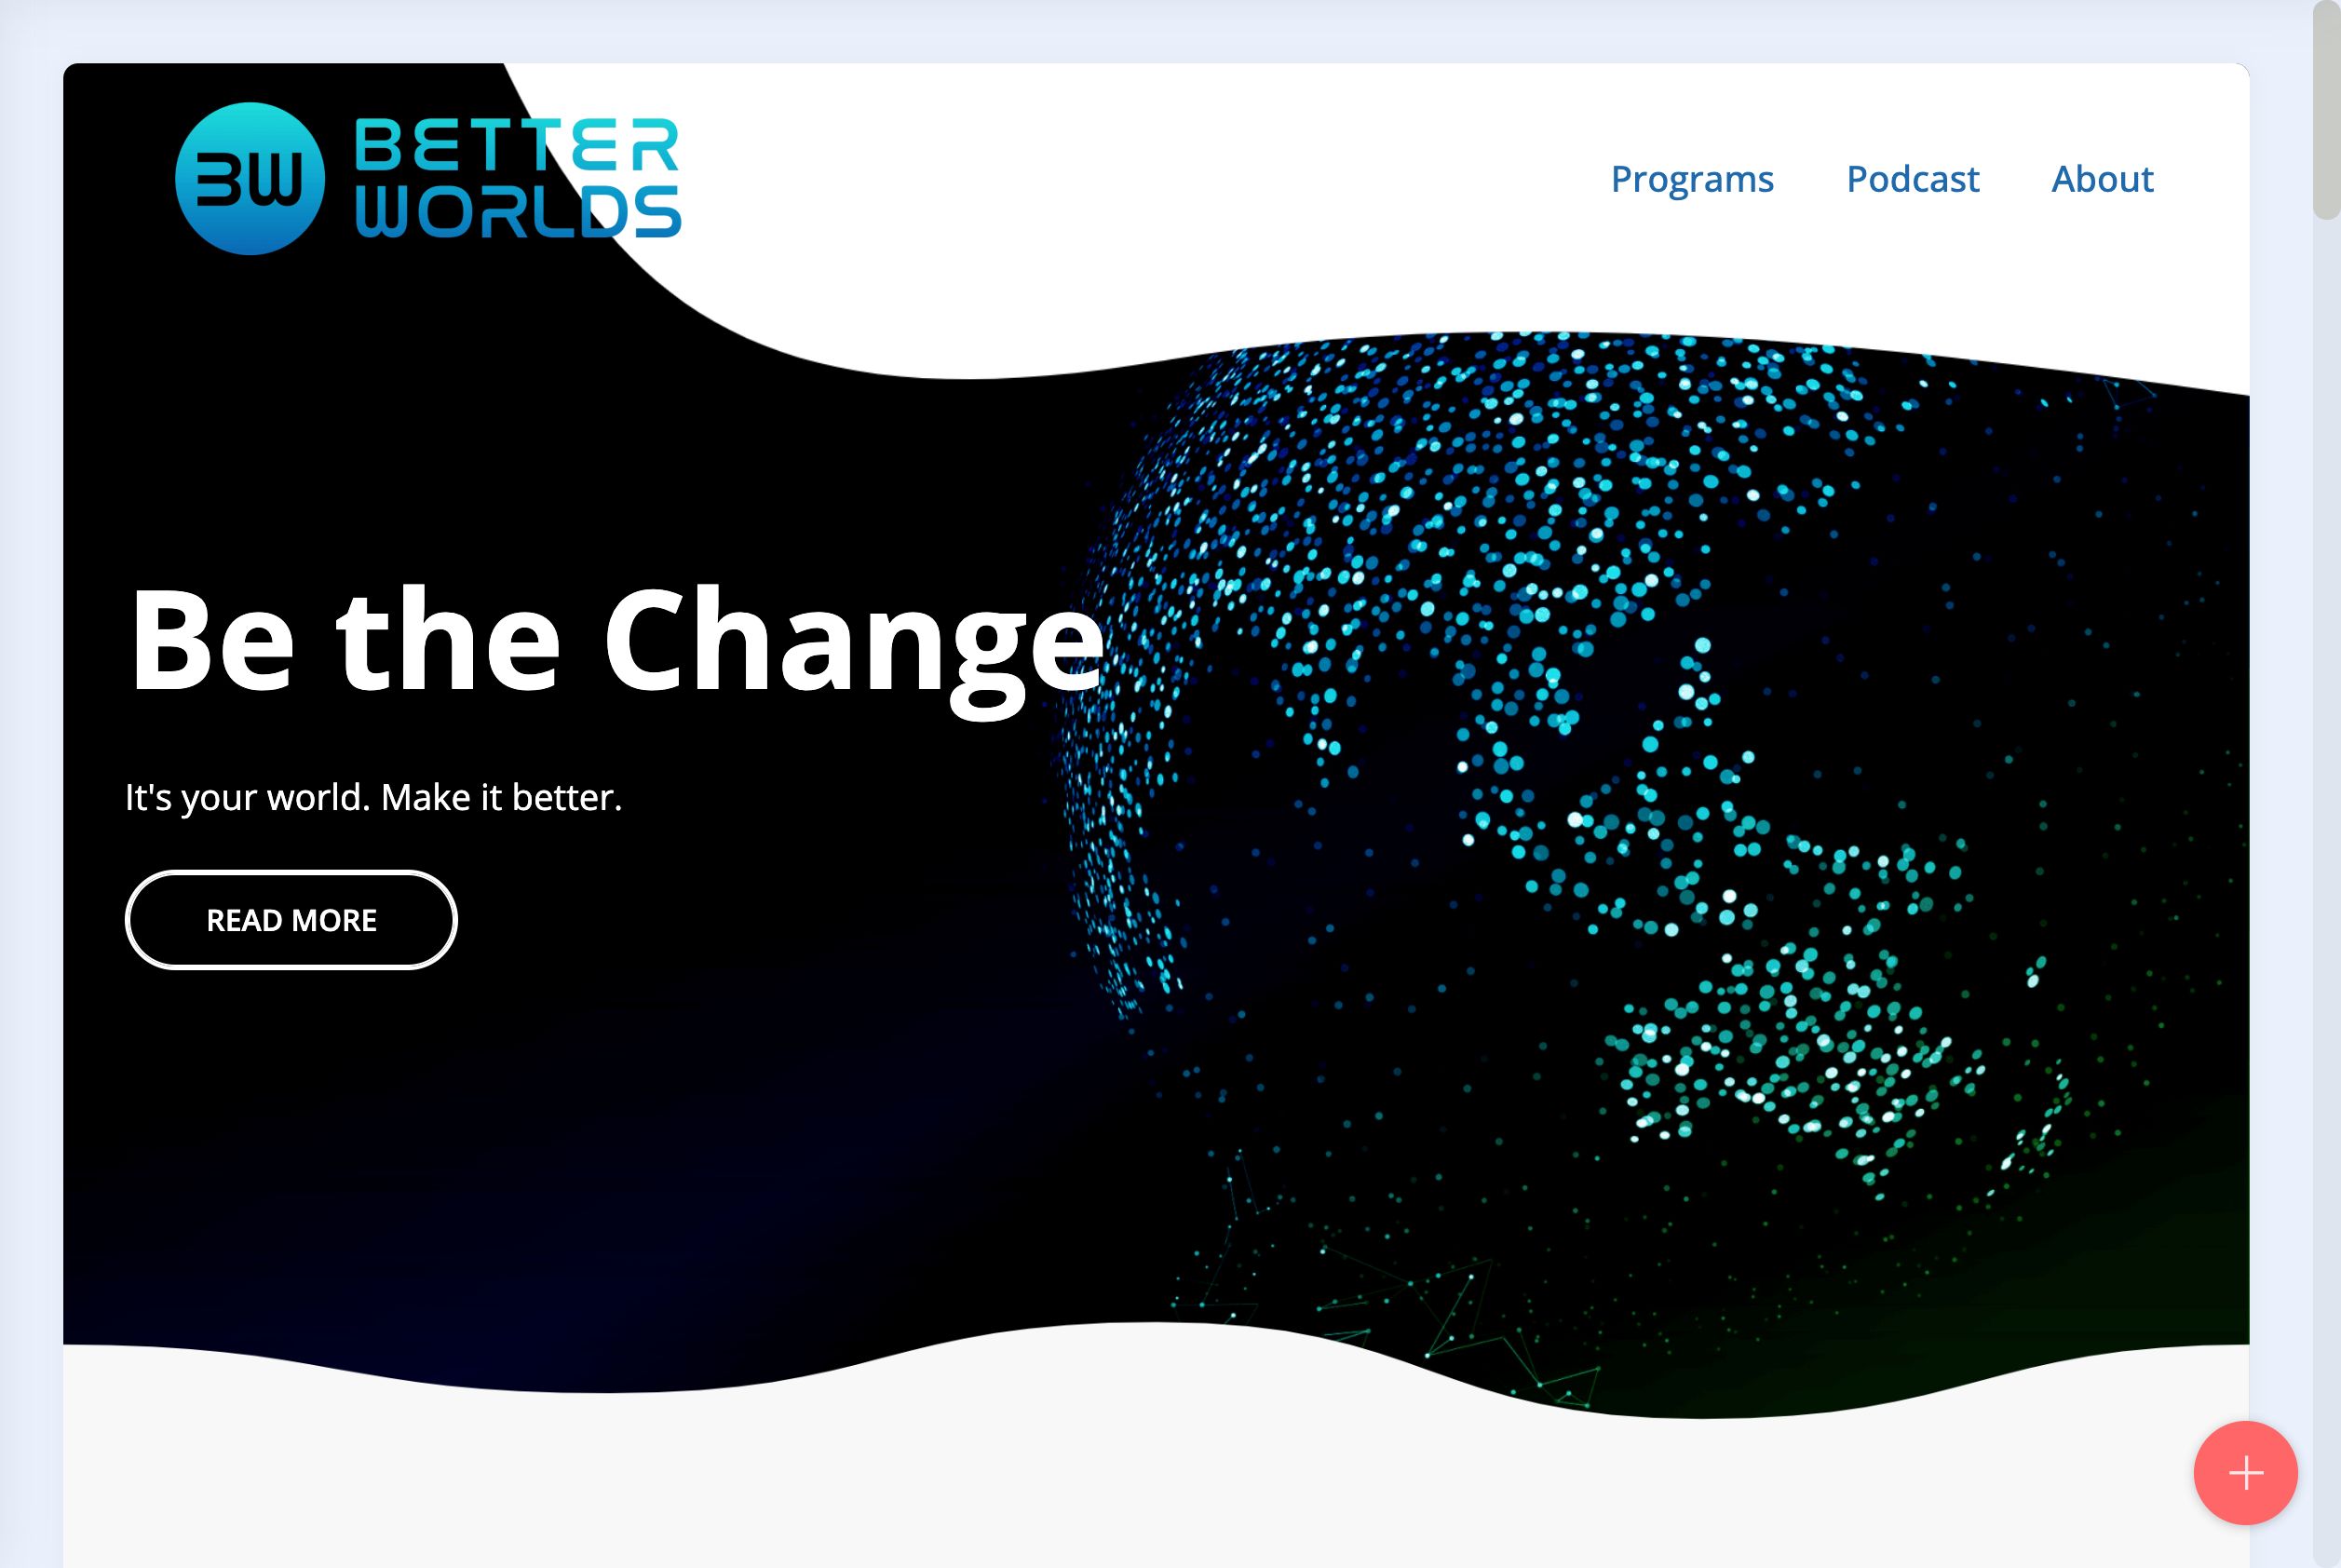 BW
BETTER
WORLDS
Programs
Podcast
About
Be the Change
It's your world. Make it better.
READ MORE